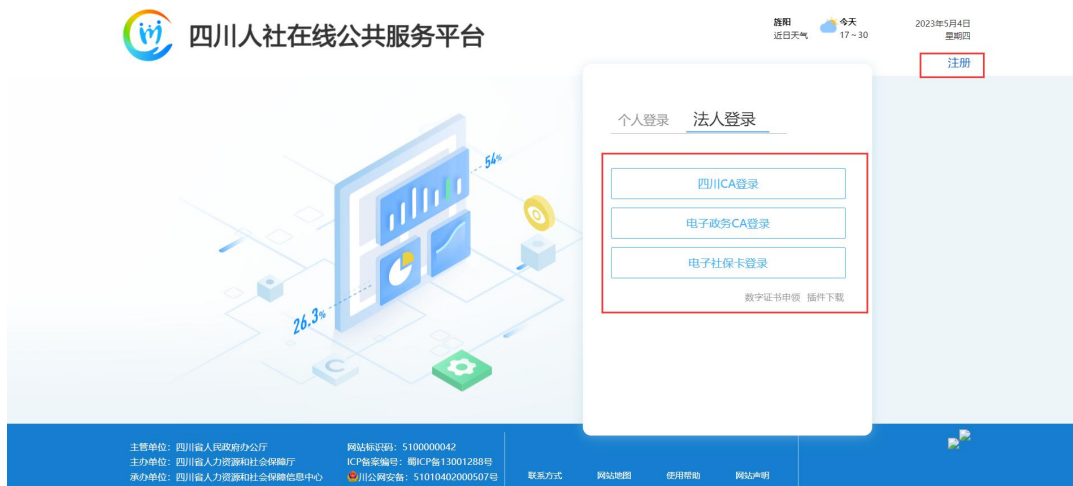 四川人社在线公共服务平台
旌阳
近日天气
今天
17 ~ 30
2023年5月4日
星期四
注册
个人登录 法人登录
四川CA登录
电子政务CA登录
电子社保卡登录
数字证书申领 插件下载
54%
26.3%
主管单位：四川省人民政府办公厅
主办单位：四川省人力资源和社会保障厅
承办单位：四川省人力资源和社会保障信息中心
网站标识码：5100000042
ICP备案编号：蜀ICP备13001288号
川公网安备：51010402000507号
联系方式 网站地图 使用帮助 网站声明